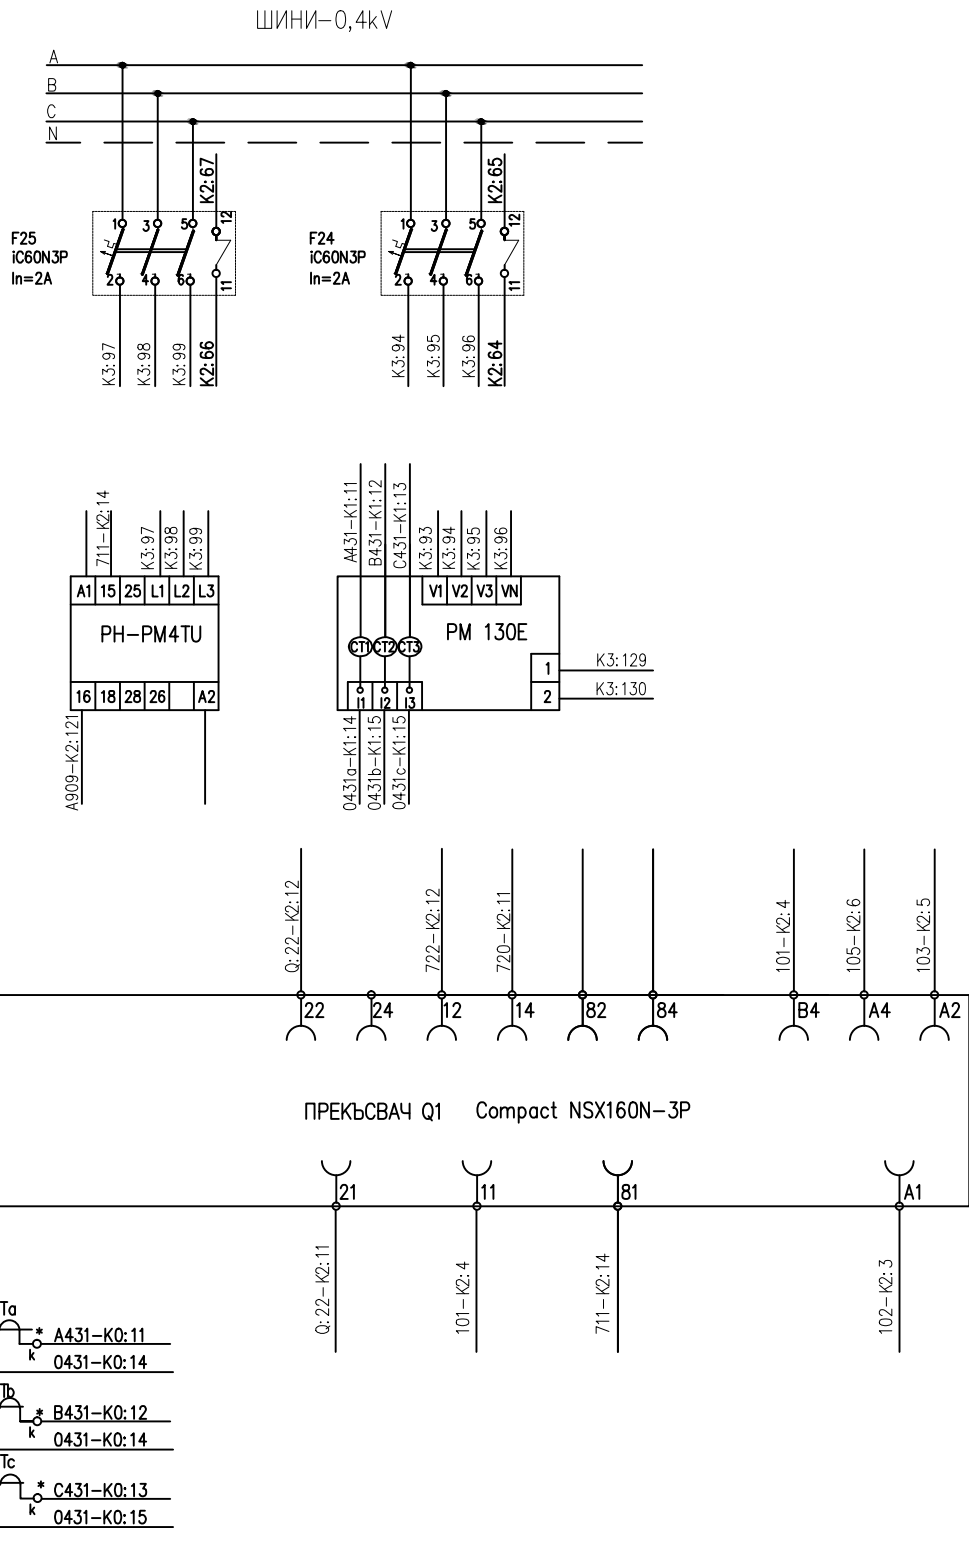 ШИНИ-0,4kV
A
B
C
N
K2:67
K2:65
F25
iC60N3P
In=2A
1 3 5 12
2 4 6 11
F24
iC60N3P
In=2A
1 3 5 12
2 4 6 11
K3:97
K3:98
K3:99
K2:66
K3:94
K3:95
K3:96
K2:64
711-K2:14
K3:97
K3:98
K3:99
A1 15 25 L1 L2 L3
PH-PM4TU
16 18 28 26 A2
A909-K2:121
A431-K1:11
B431-K1:12
C431-K1:13
K3:93
K3:94
K3:95
K3:96
V1 V2 V3 VN
PM 130E
CT1 CT2 CT3
1 K3:129
2 K3:130
I1 I2 I3
0431a-K1:14
0431b-K1:15
0431c-K1:15
Q:22-K2:12
722-K2:12
720-K2:11
101-K2:4
105-K2:6
103-K2:5
22 24 12 14 82 84 B4 A4 A2
ПРЕКЪСВАЧ Q1 Compact NSX160N-3P
21 11 81 A1
Q:22-K2:11
101-K2:4
711-K2:14
102-K2:3
Ta
* A431-K0:11
k
0431-K0:14
Tb
* B431-K0:12
k
0431-K0:14
Tc
* C431-K0:13
k
0431-K0:15